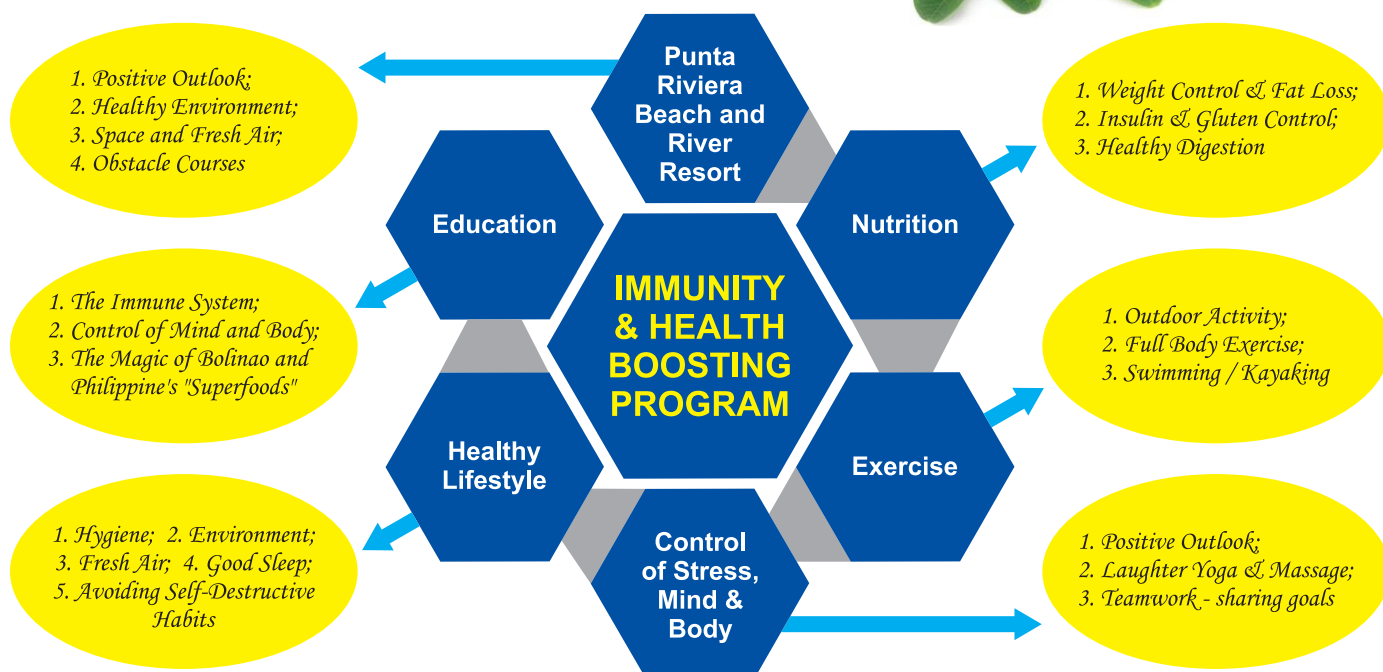 Punta
Riviera
Beach and
River
Resort
1. Positive Outlook;
2. Healthy Environment;
3. Space and Fresh Air;
4. Obstacle Courses
Nutrition
1. Weight Control & Fat Loss;
2. Insulin & Gluten Control;
3. Healthy Digestion
Education
1. The Immune System;
2. Control of Mind and Body;
3. The Magic of Bolinao and
Philippine's "Superfoods"
IMMUNITY
& HEALTH
BOOSTING
PROGRAM
Exercise
1. Outdoor Activity;
2. Full Body Exercise;
3. Swimming / Kayaking
Healthy
Lifestyle
1. Hygiene; 2. Environment;
3. Fresh Air; 4. Good Sleep;
5. Avoiding Self-Destructive
Habits
Control
of Stress,
Mind &
Body
1. Positive Outlook;
2. Laughter Yoga & Massage;
3. Teamwork - sharing goals